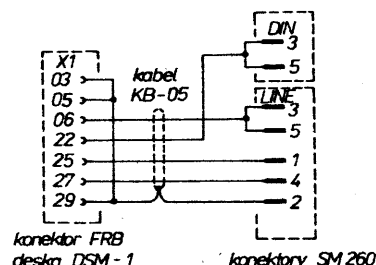 DIN
3
5
X1
kabel
KB-05
03
05
06
22
25
27
29
LINE
3
5
1
4
2
konektor FRB
deska DSM-1
konektory SM 260